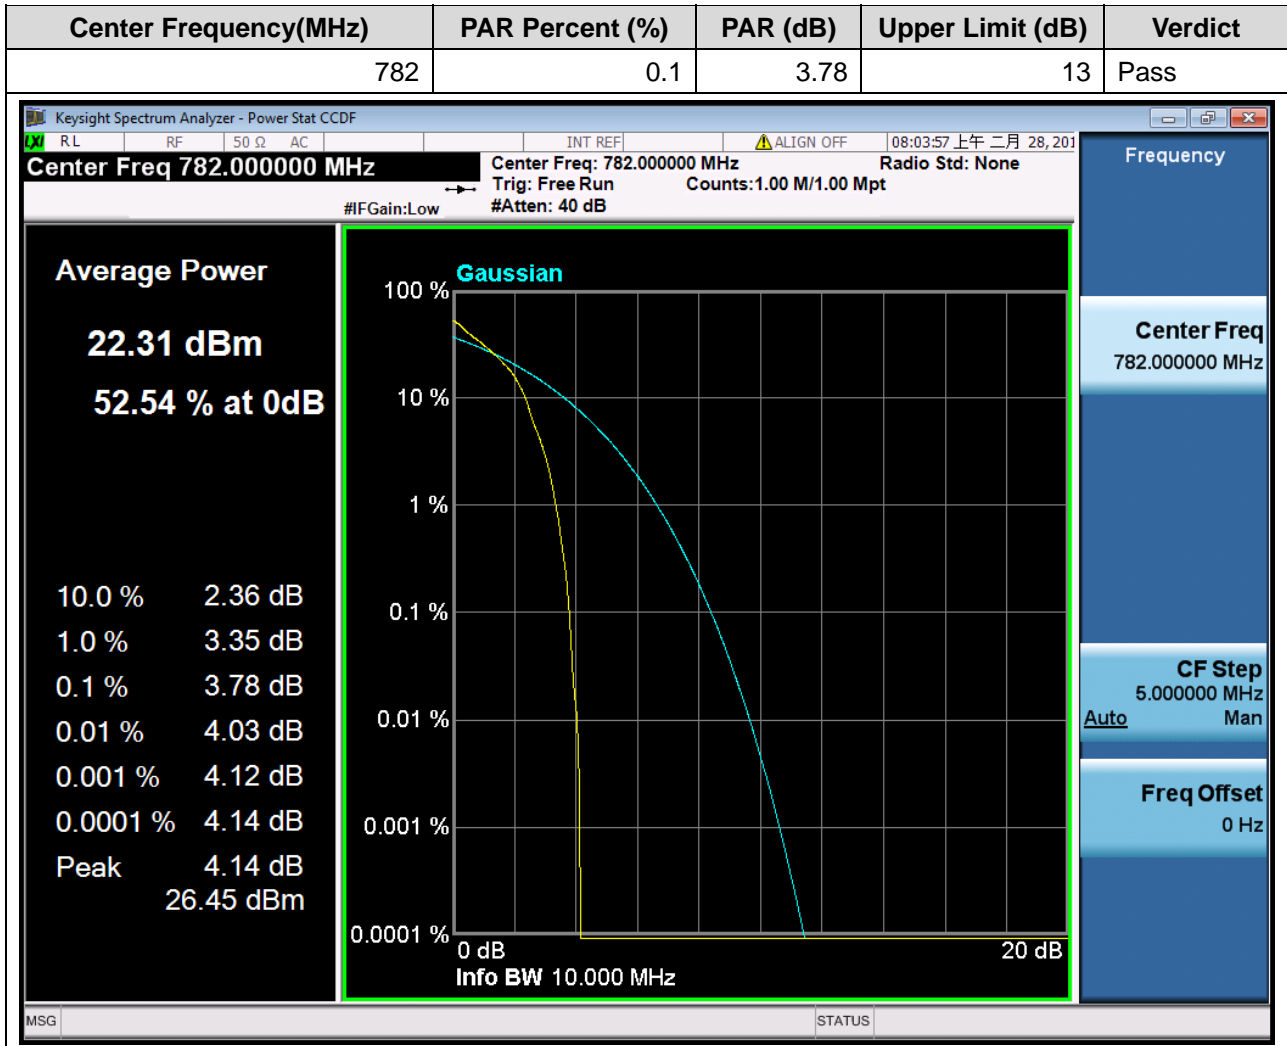 Center Frequency(MHz) PAR Percent (%) PAR (dB) Upper Limit (dB) Verdict
782 0.1 3.78 13 Pass
Keysight Spectrum Analyzer - Power Stat CCDF
LXI RL RF 50 Ω AC INT REF ALIGN OFF 08:03:57 上午 二月 28, 201
Center Freq 782.000000 MHz
Center Freq: 782.000000 MHz Radio Std: None
Trig: Free Run Counts:1.00 M/1.00 Mpt
#IFGain:Low #Atten: 40 dB
Average Power
22.31 dBm
52.54 % at 0dB
10.0 % 2.36 dB
1.0 % 3.35 dB
0.1 % 3.78 dB
0.01 % 4.03 dB
0.001 % 4.12 dB
0.0001 % 4.14 dB
Peak 4.14 dB
26.45 dBm
Gaussian
100 %
10 %
1 %
0.1 %
0.01 %
0.001 %
0.0001 %
0 dB 20 dB
Info BW 10.000 MHz
Frequency
Center Freq
782.000000 MHz
CF Step
5.000000 MHz
Auto Man
Freq Offset
0 Hz
MSG STATUS